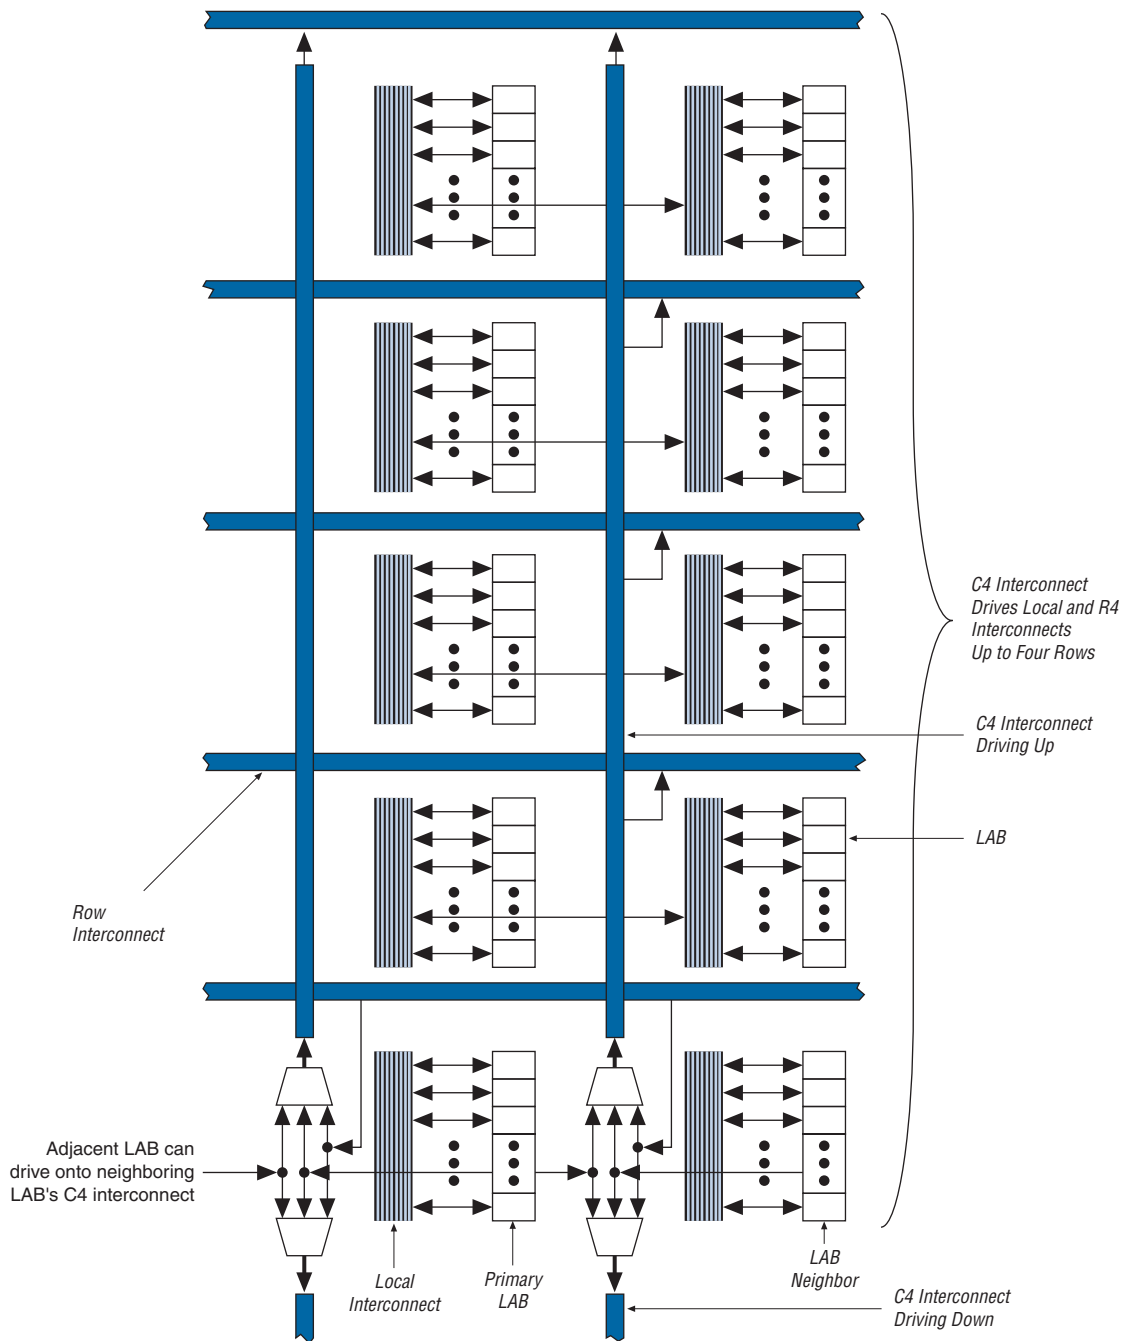 C4 Interconnect
Drives Local and R4
Interconnects
Up to Four Rows
C4 Interconnect
Driving Up
LAB
Row
Interconnect
Adjacent LAB can
drive onto neighboring
LAB's C4 interconnect
Local
Interconnect
Primary
LAB
LAB
Neighbor
C4 Interconnect
Driving Down